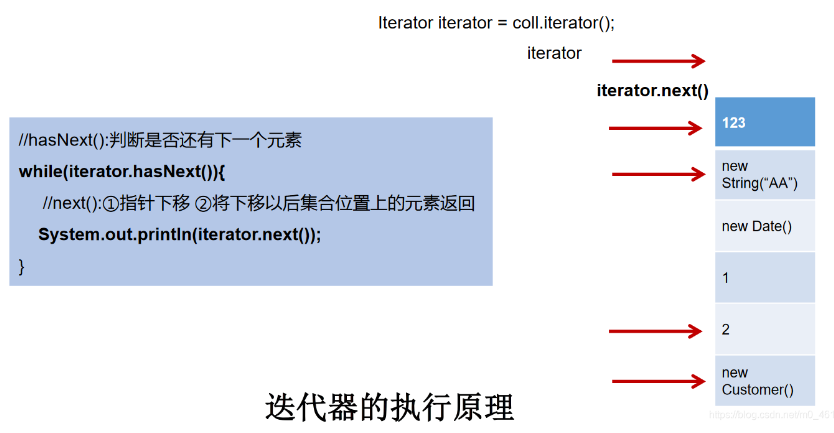 Iterator iterator = coll.iterator();
iterator
iterator.next()
//hasNext():判断是否还有下一个元素
while(iterator.hasNext()){
//next():①指针下移 ②将下移以后集合位置上的元素返回
System.out.println(iterator.next());
}
123
new
String(“AA”)
new Date()
1
2
new
Customer()
迭代器的执行原理
https://blog.csdn.net/m0_451